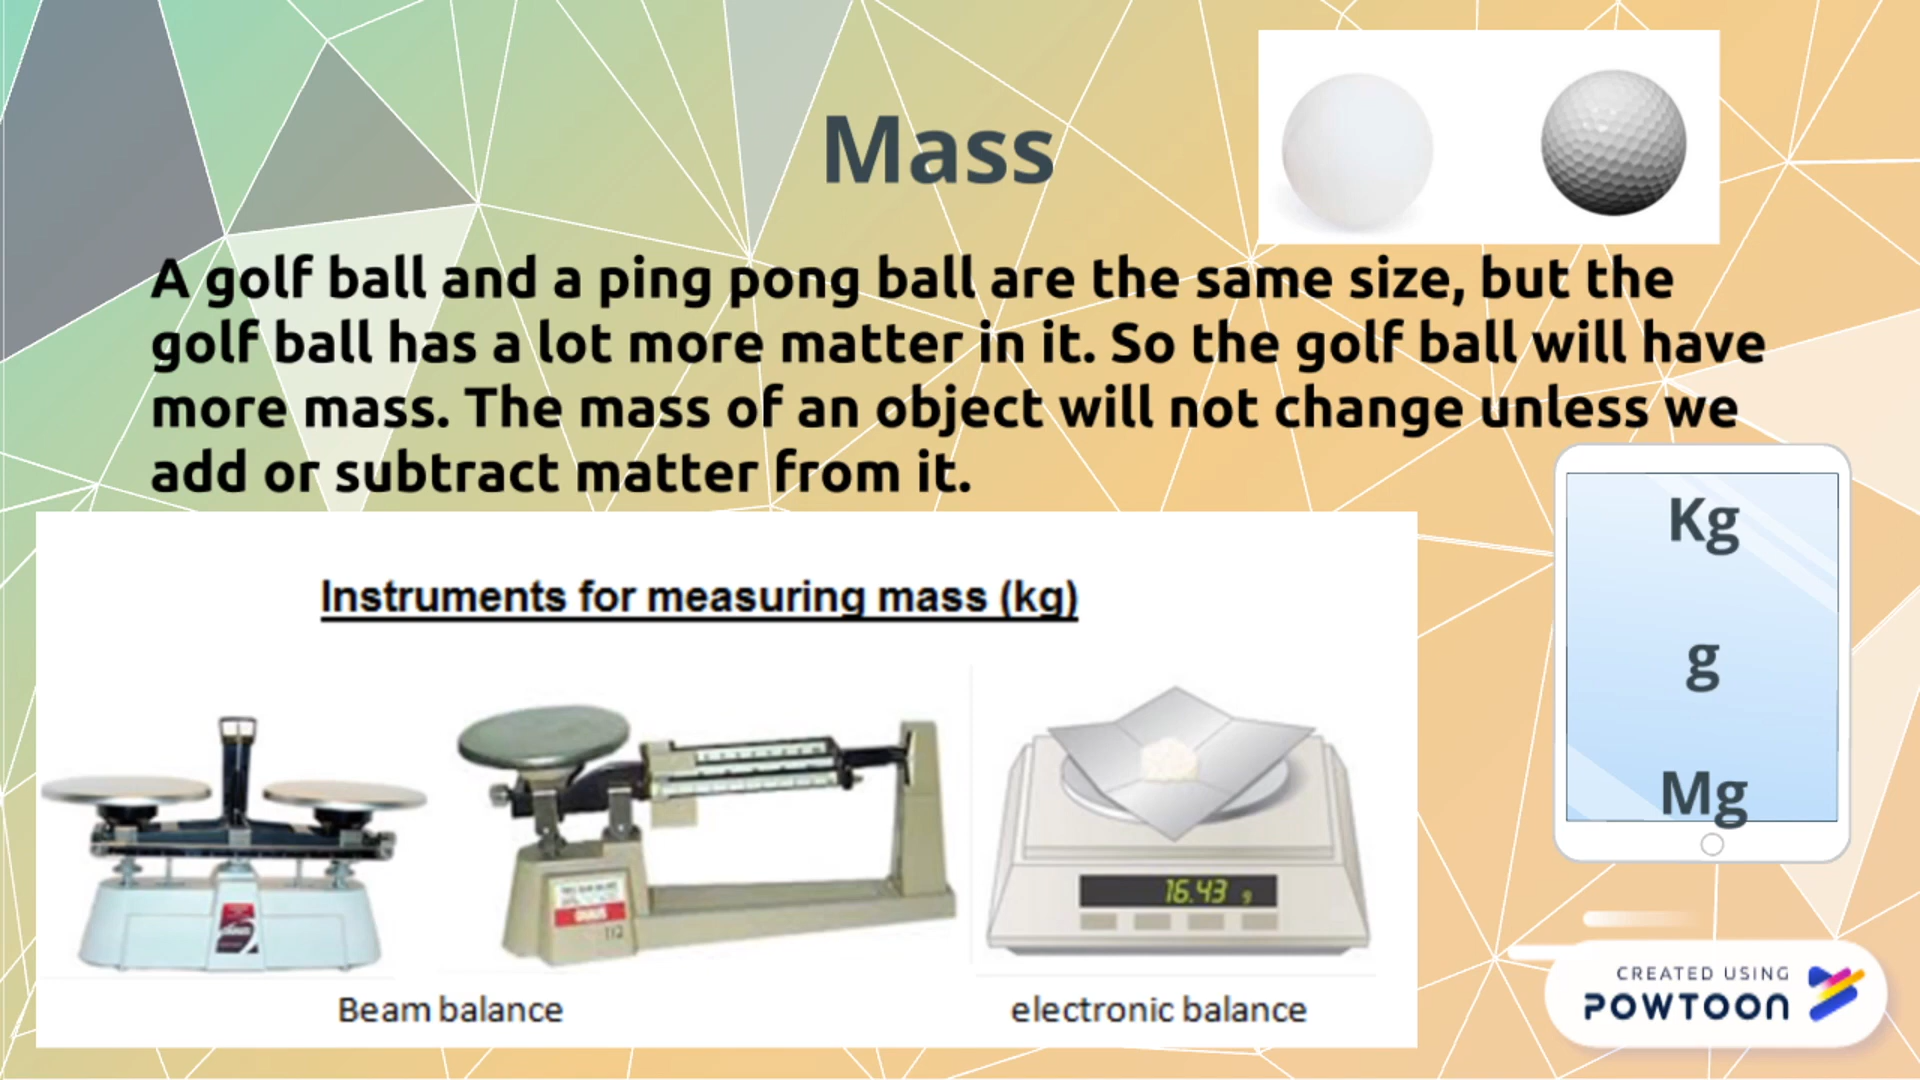 Mass
A golf ball and a ping pong ball are the same size, but the
golf ball has a lot more matter in it. So the golf ball will have
more mass. The mass of an object will not change unless we
add or subtract matter from it.
Instruments for measuring mass (kg)
Kg
g
Mg
16.43 g
OHAUS
Beam balance
electronic balance
CREATED USING
POWTOON